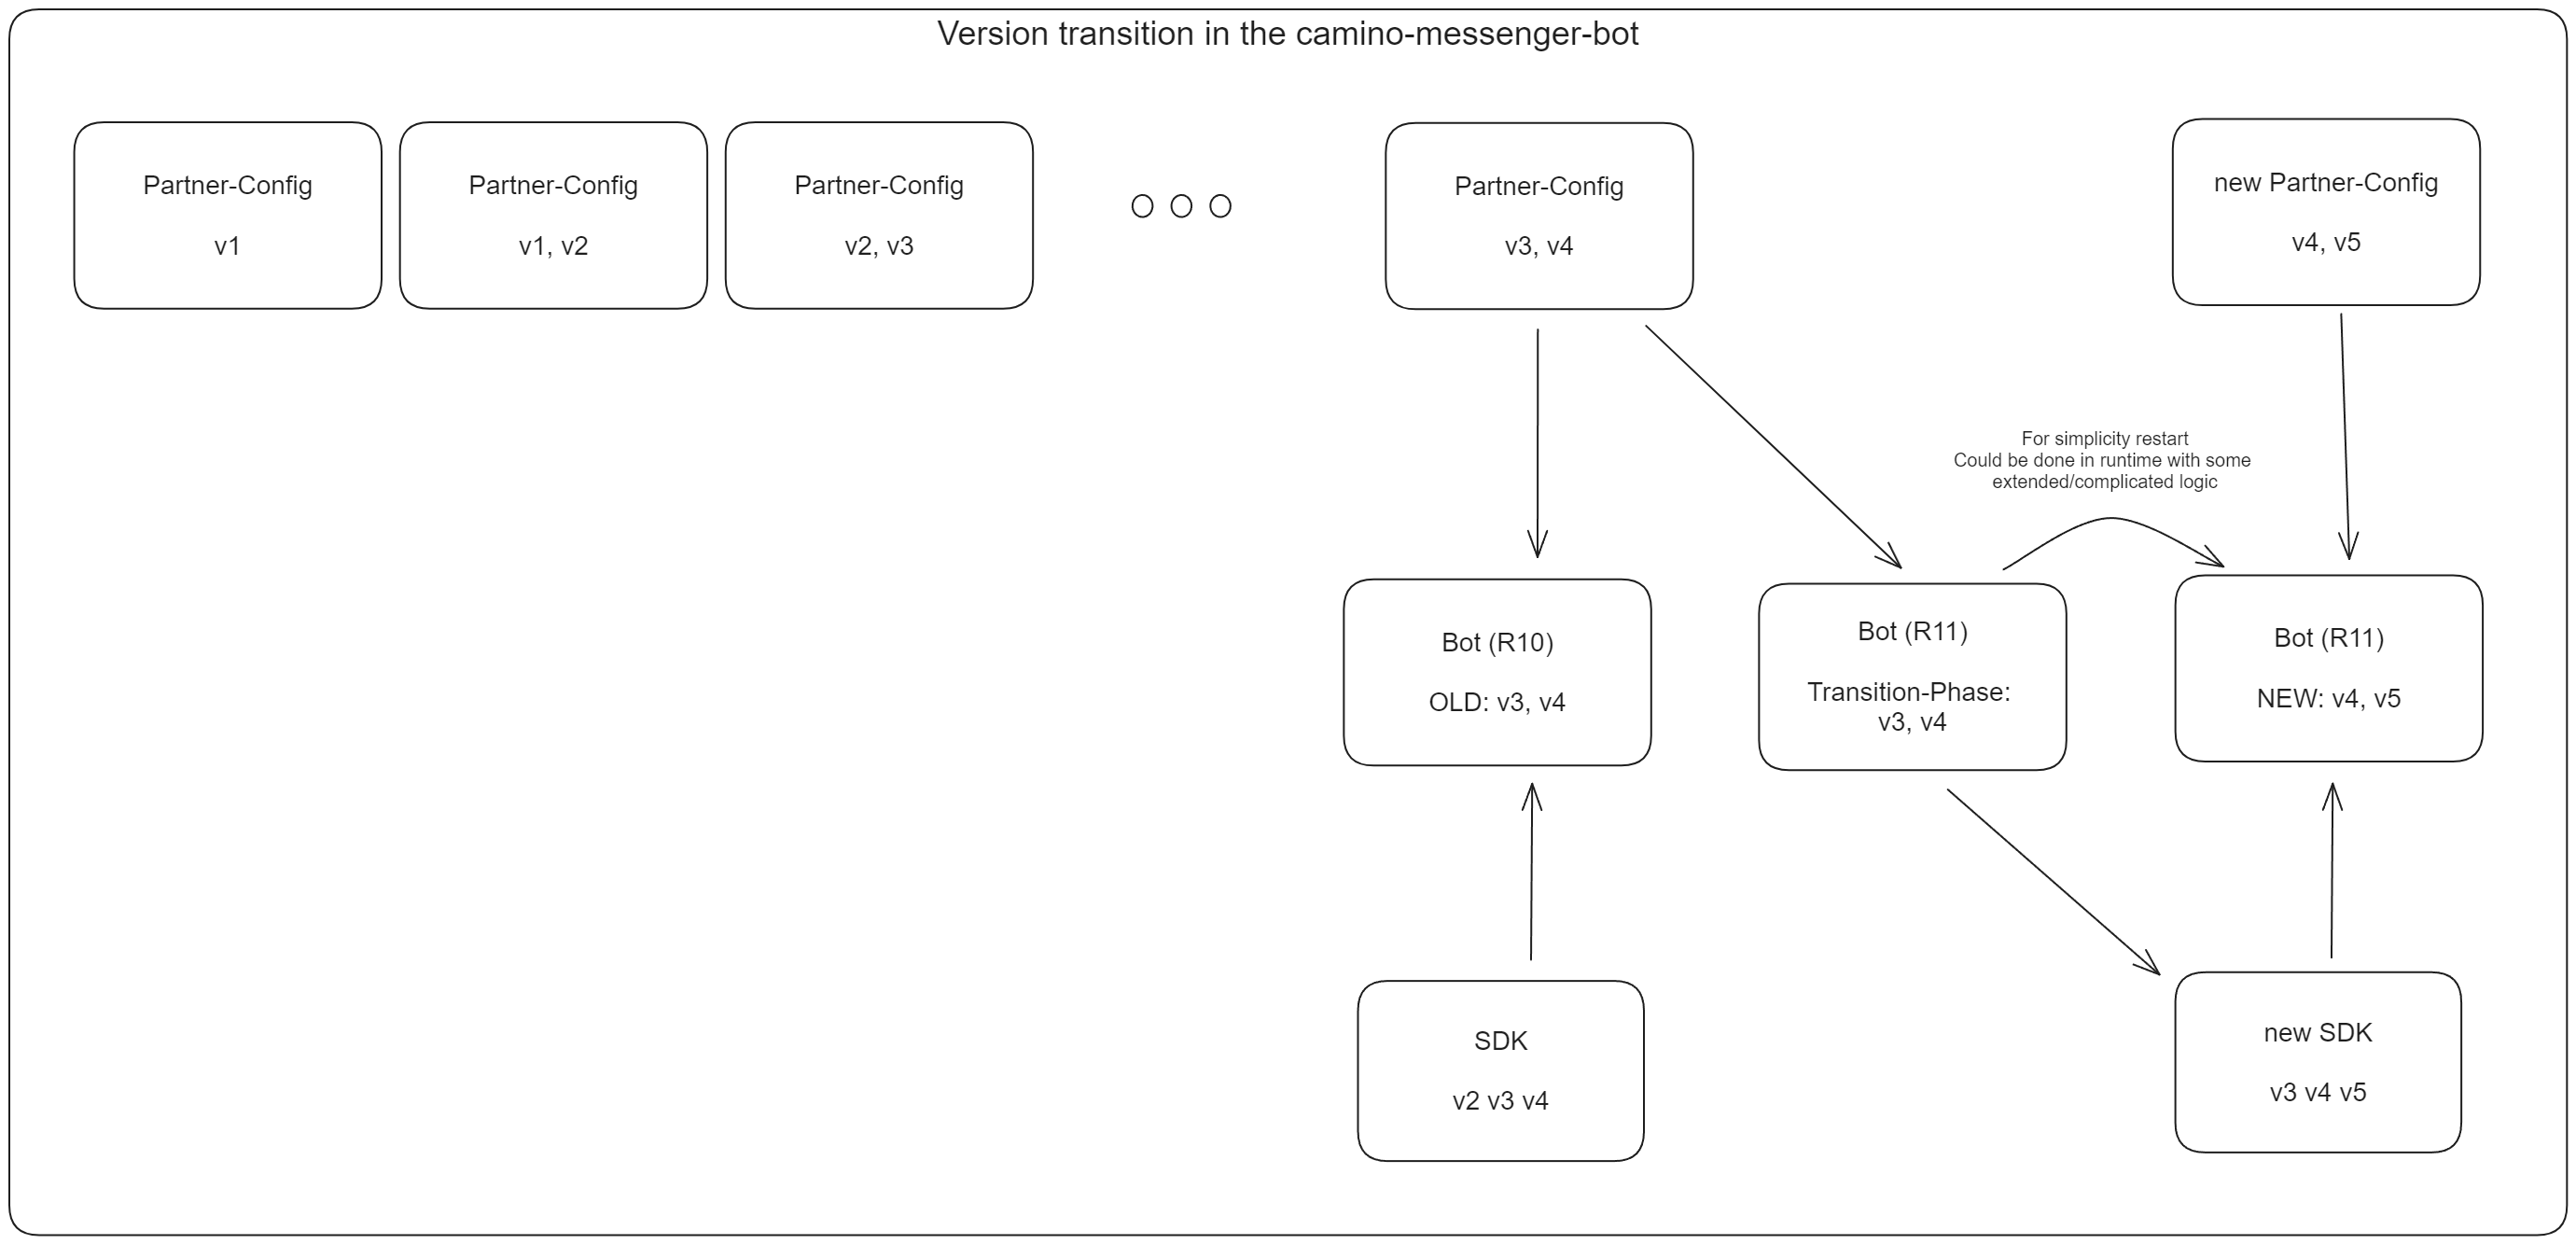 Version transition in the camino-messenger-bot
Partner-Config
v1
Partner-Config
v1, v2
Partner-Config
v2, v3
Partner-Config
v3, v4
new Partner-Config
v4, v5
For simplicity restart
Could be done in runtime with some
extended/complicated logic
Bot (R10)
OLD: v3, v4
Bot (R11)
Transition-Phase:
v3, v4
Bot (R11)
NEW: v4, v5
SDK
v2 v3 v4
new SDK
v3 v4 v5